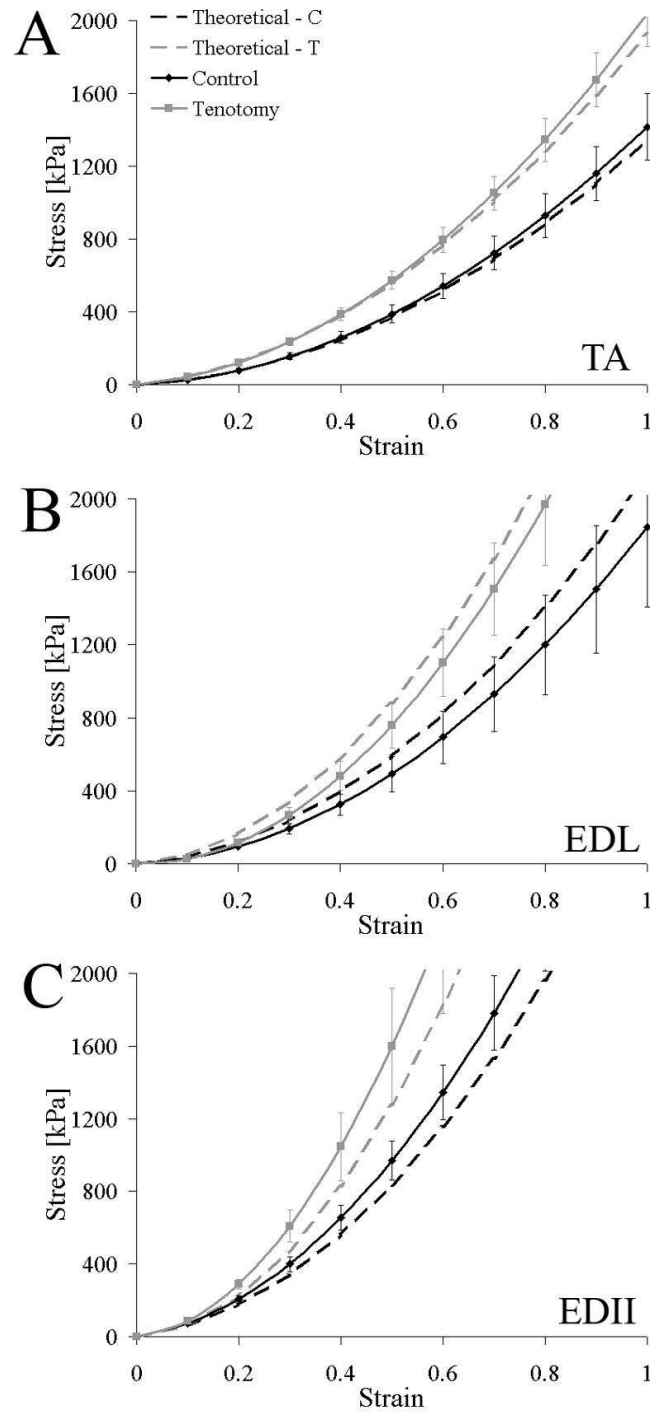 A
Theoretical - C
Theoretical - T
Control
Tenotomy
2000
1600
1200
800
400
0
Stress [kPa]
0 0.2 0.4 0.6 0.8 1
Strain
TA
B
2000
1600
1200
800
400
0
Stress [kPa]
0 0.2 0.4 0.6 0.8 1
Strain
EDL
C
2000
1600
1200
800
400
0
Stress [kPa]
0 0.2 0.4 0.6 0.8 1
Strain
EDII